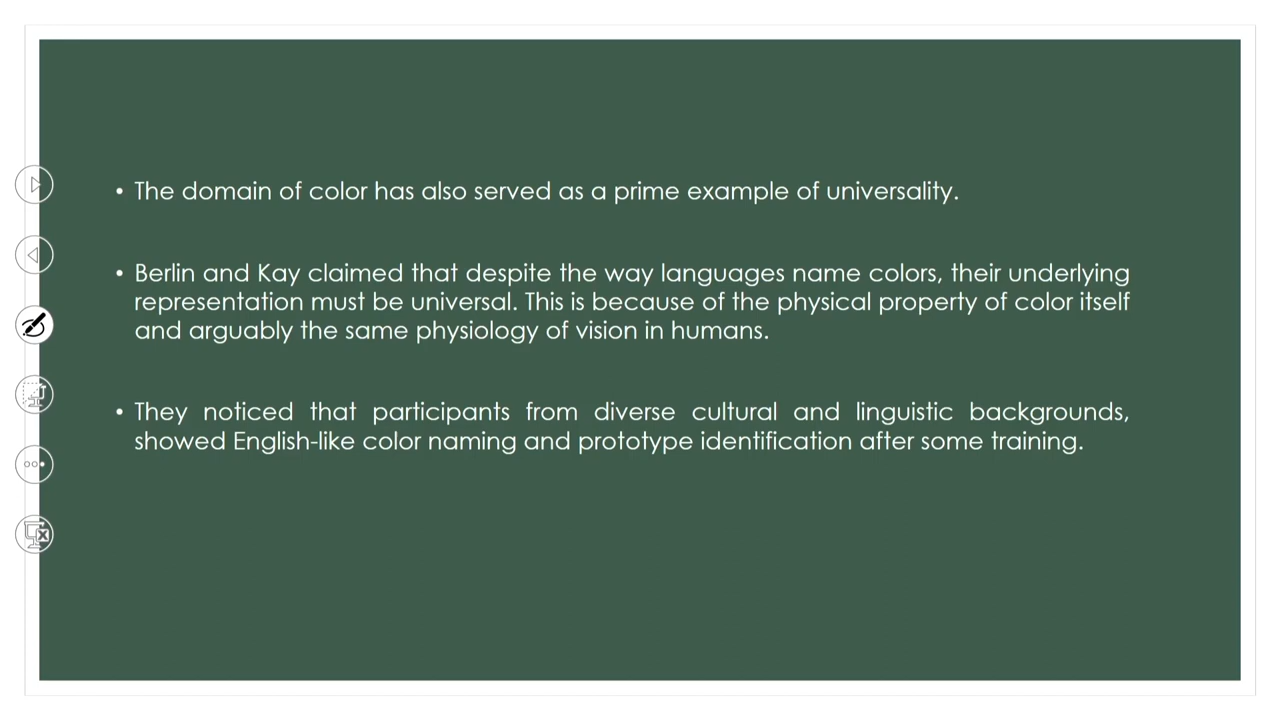 • The domain of color has also served as a prime example of universality.
• Berlin and Kay claimed that despite the way languages name colors, their underlying
representation must be universal. This is because of the physical property of color itself
and arguably the same physiology of vision in humans.
• They noticed that participants from diverse cultural and linguistic backgrounds,
showed English-like color naming and prototype identification after some training.